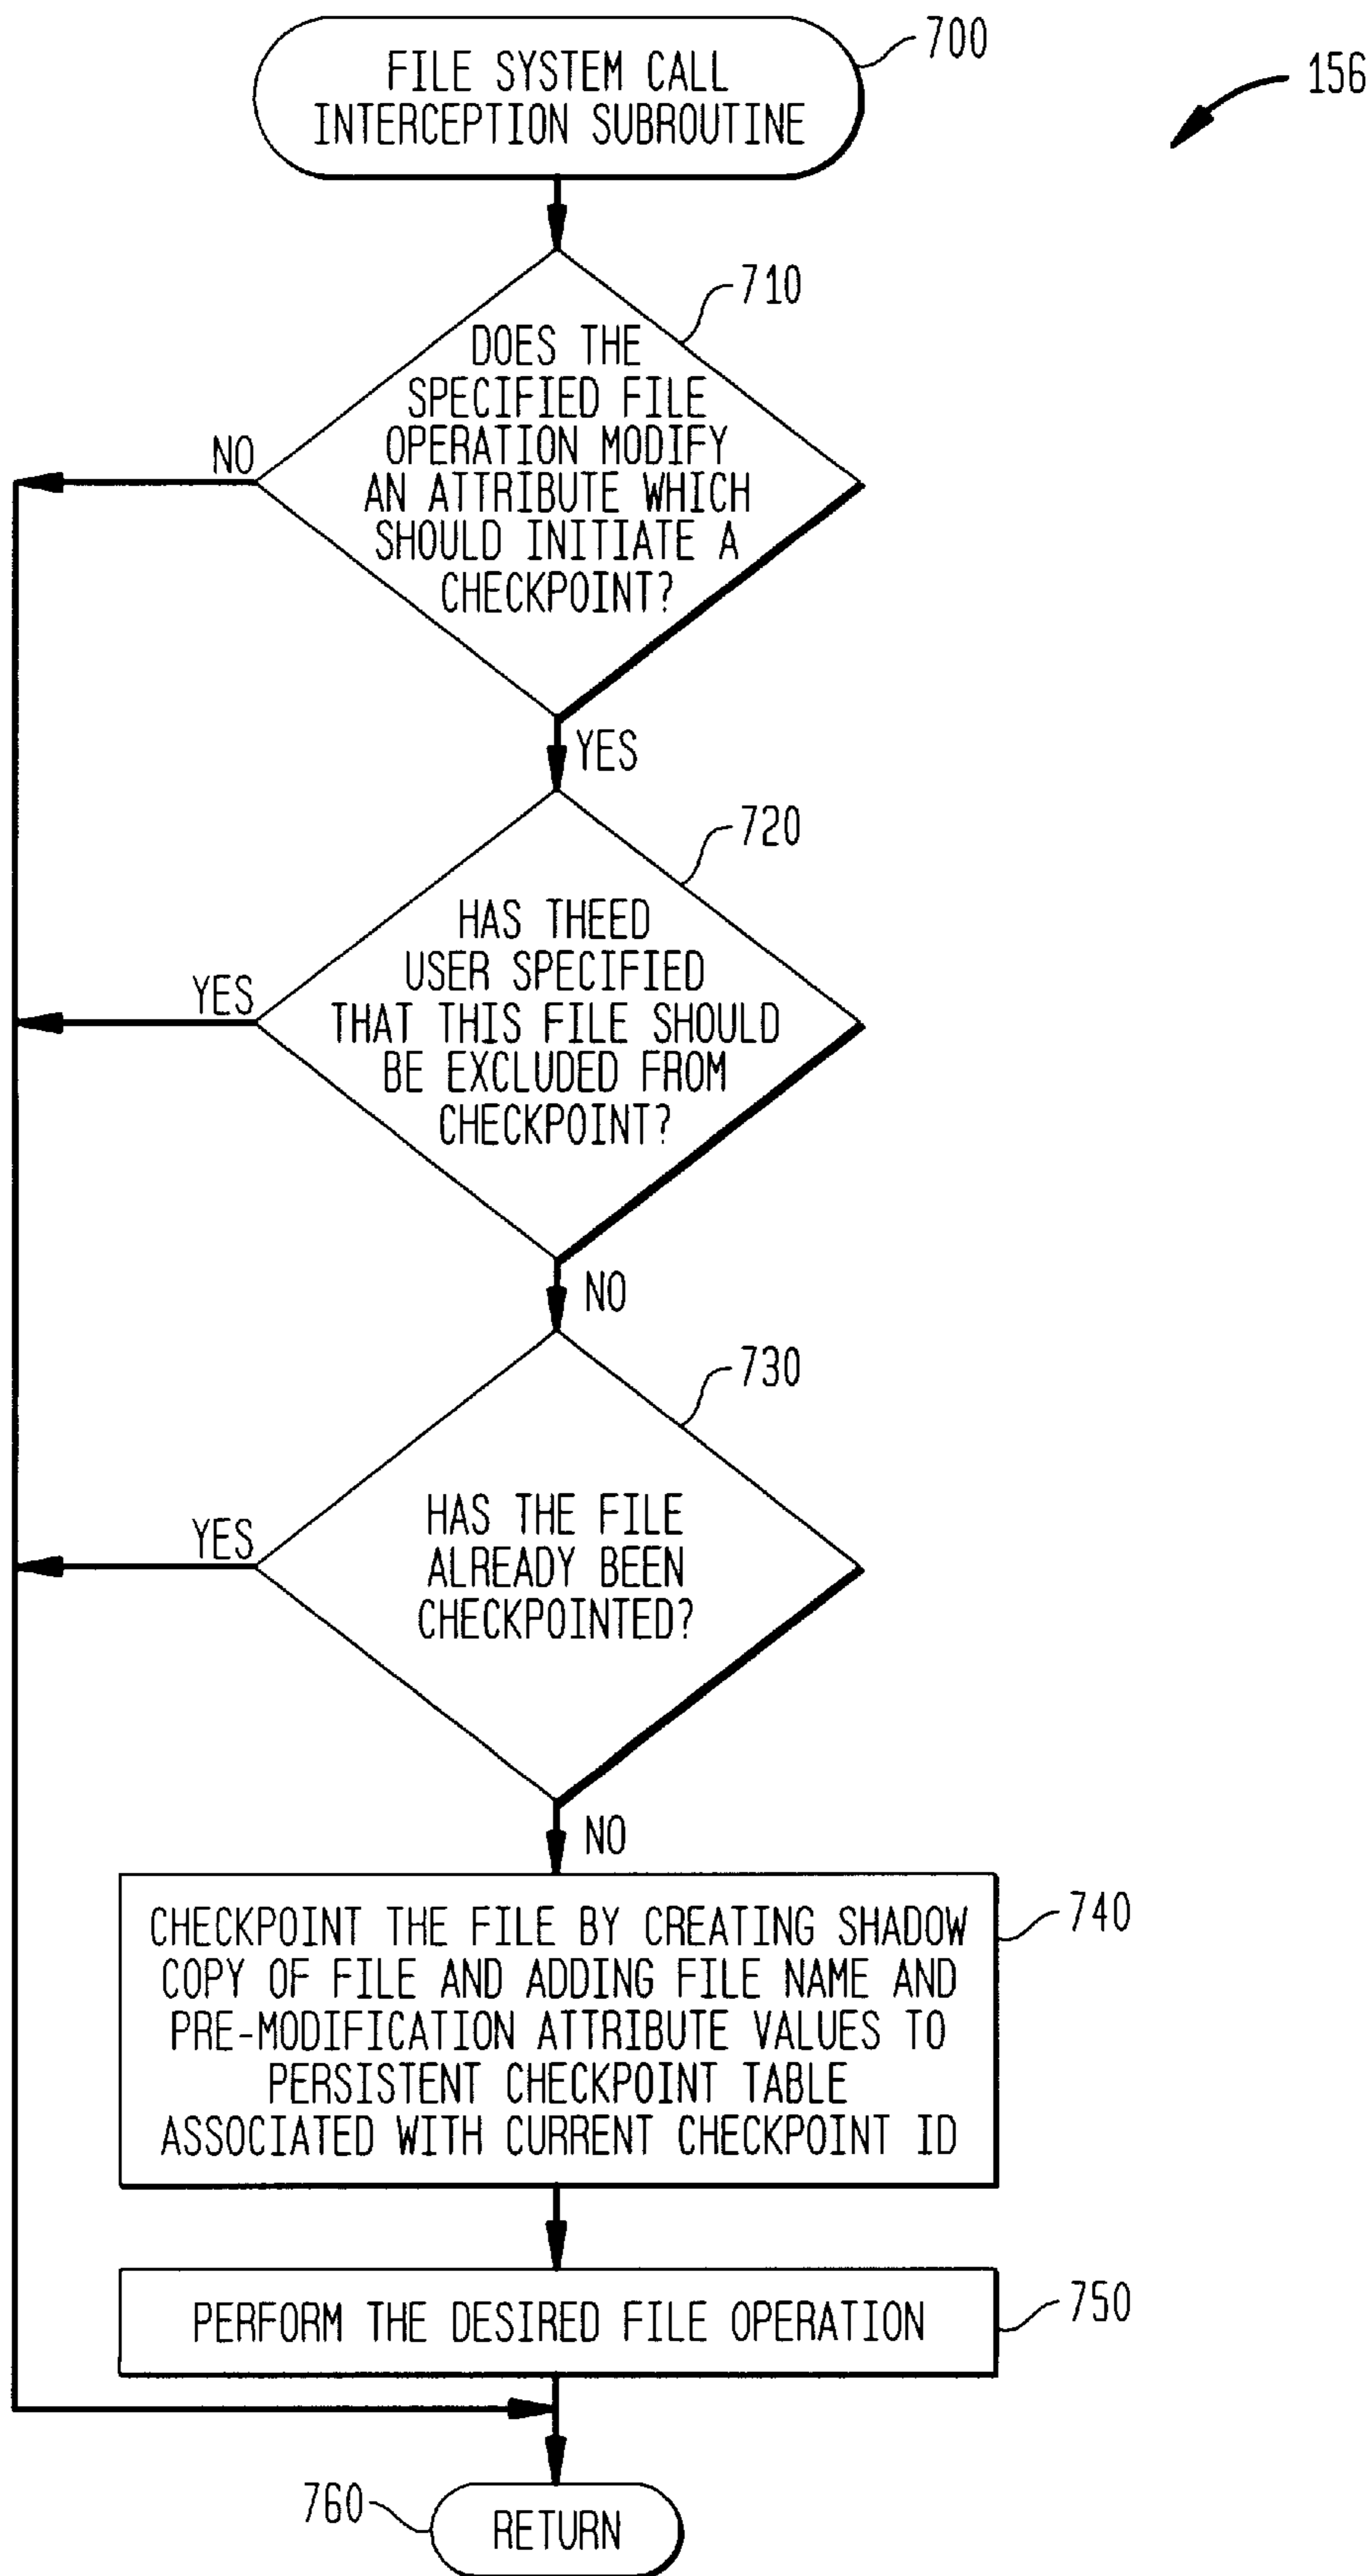 FILE SYSTEM CALL
INTERCEPTION SUBROUTINE
700
156
710
DOES THE
SPECIFIED FILE
OPERATION MODIFY
AN ATTRIBUTE WHICH
SHOULD INITIATE A
CHECKPOINT?
NO
YES
720
HAS THEED
USER SPECIFIED
THAT THIS FILE SHOULD
BE EXCLUDED FROM
CHECKPOINT?
YES
NO
730
HAS THE FILE
ALREADY BEEN
CHECKPOINTED?
YES
NO
CHECKPOINT THE FILE BY CREATING SHADOW
COPY OF FILE AND ADDING FILE NAME AND
PRE-MODIFICATION ATTRIBUTE VALUES TO
PERSISTENT CHECKPOINT TABLE
ASSOCIATED WITH CURRENT CHECKPOINT ID
740
PERFORM THE DESIRED FILE OPERATION
750
760
RETURN